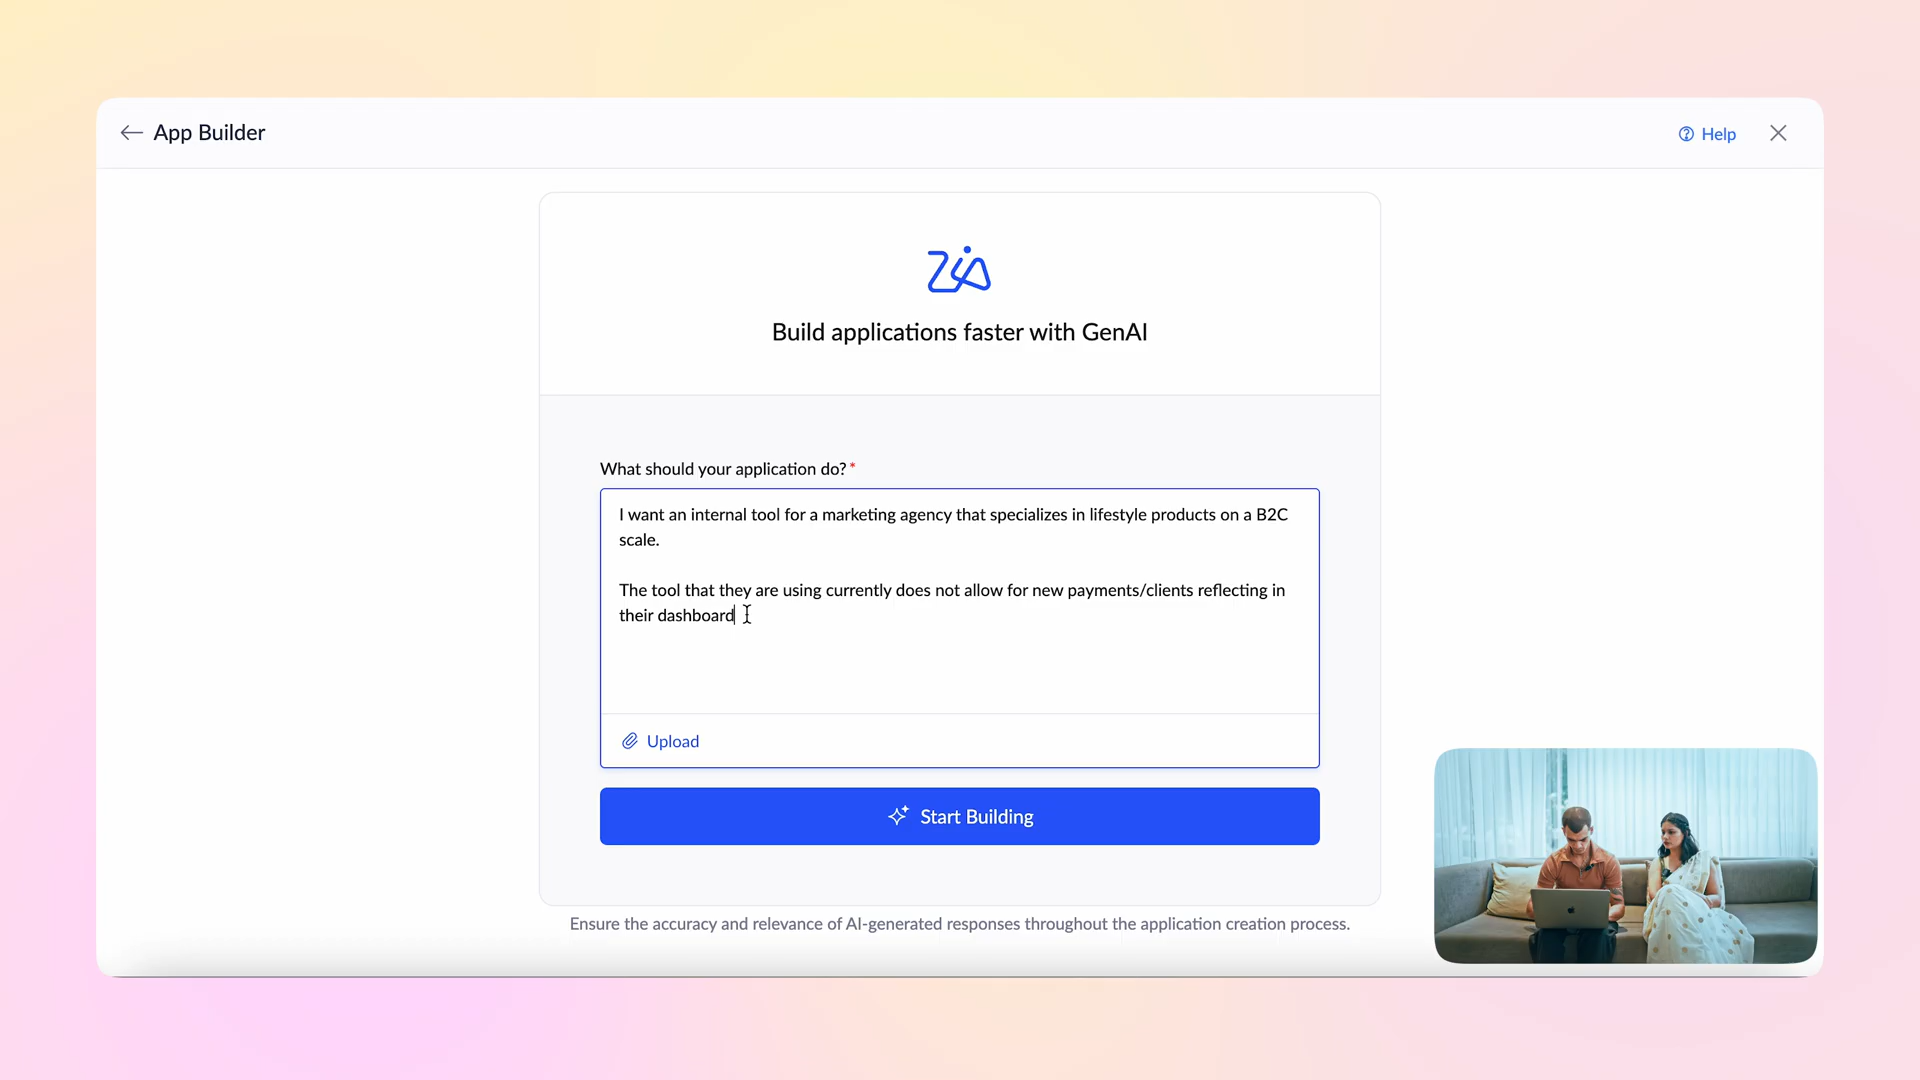 App Builder
Help
Zia
Build applications faster with GenAI
What should your application do?*
I want an internal tool for a marketing agency that specializes in lifestyle products on a B2C
scale.
The tool that they are using currently does not allow for new payments/clients reflecting in
their dashboard
Upload
Start Building
Ensure the accuracy and relevance of AI-generated responses throughout the application creation process.